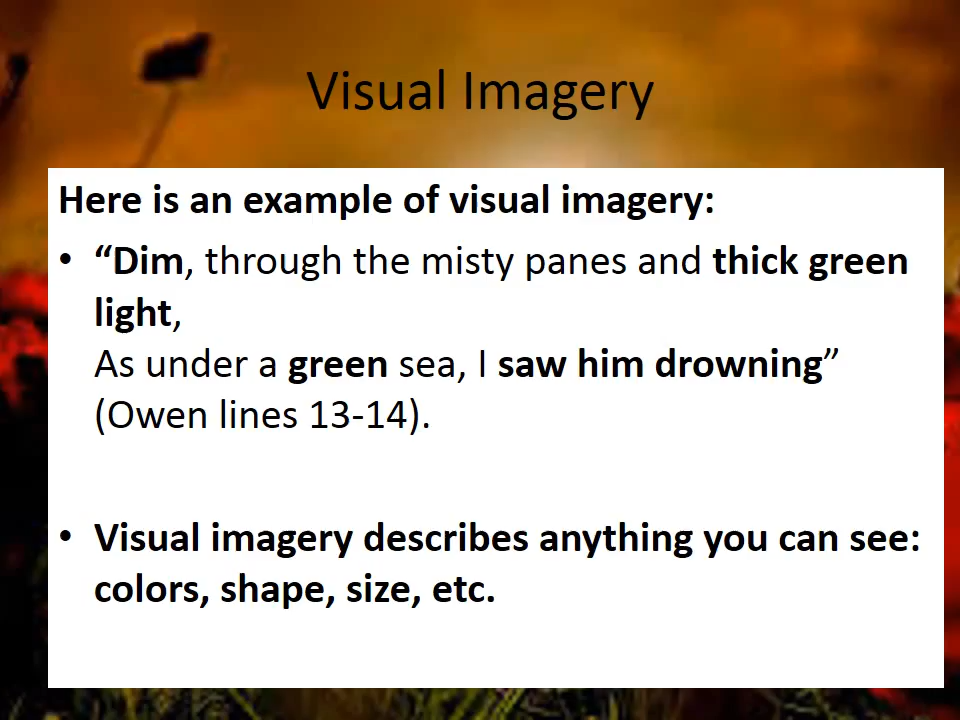 Visual Imagery
Here is an example of visual imagery:
• “Dim, through the misty panes and thick green
light,
As under a green sea, I saw him drowning”
(Owen lines 13-14).
• Visual imagery describes anything you can see:
colors, shape, size, etc.